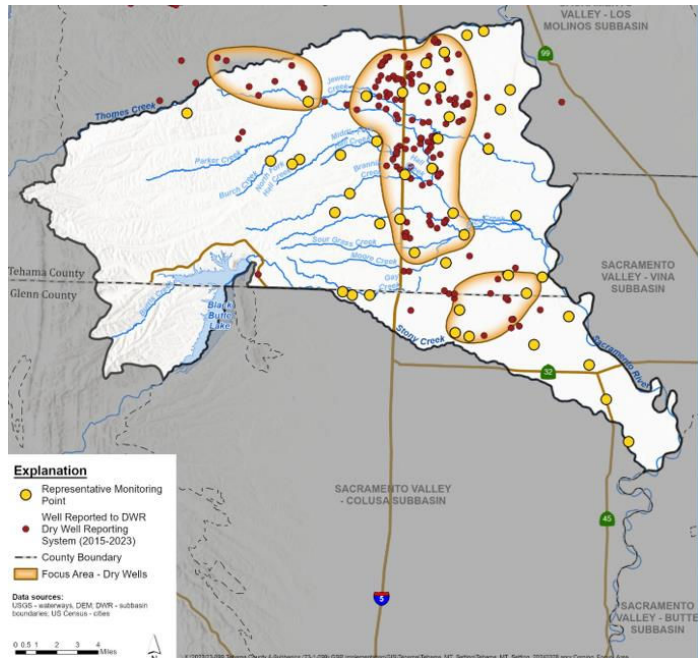 SACRAMENTO
VALLEY - LOS
MOLINOS SUBBASIN
99
Thomes Creek
Jewett
Creek
Parker Creek
Burch Creek
North Fork
Hall Creek
Sour Grass Creek
Moore Creek
Gay
Creek
Tehama County
Glenn County
Black
Butte
Lake
SACRAMENTO
VALLEY - VINA
SUBBASIN
Stony Creek
Sacramento River
32
SACRAMENTO VALLEY
- COLUSA SUBBASIN
45
5
SACRAMENTO
VALLEY - BUTTE
SUBBASIN
Explanation
Representative Monitoring
Point
Well Reported to DWR
Dry Well Reporting
System (2015-2023)
County Boundary
Focus Area - Dry Wells
Data sources:
USGS - waterways, DEM; DWR - subbasin
boundaries; US Census - cities
0 0.5 1 2 3 4
Miles
N